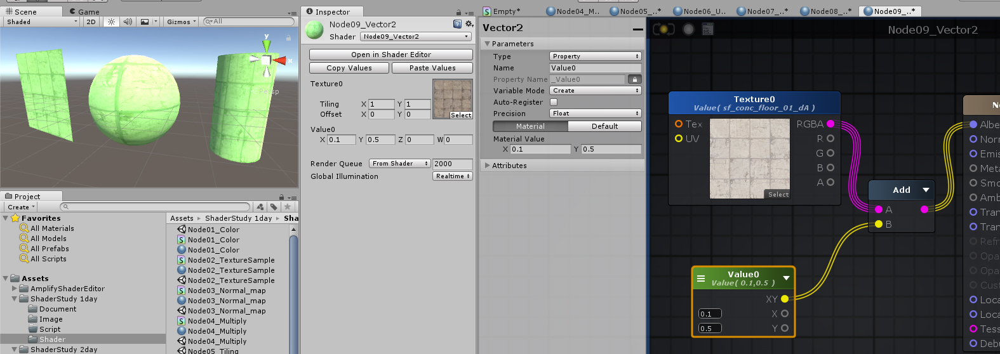 Scene
Game
Shaded
2D
Gizmos
All
y
x
Persp
Project
Create
Favorites
All Materials
All Models
All Prefabs
All Scripts
Assets
AmplifyShaderEditor
ShaderStudy 1day
Document
Image
Script
Shader
ShaderStudy 2day
Assets ▸ ShaderStudy 1day ▸ Sha
Node01_Color
Node01_Color
Node01_Color
Node02_TextureSample
Node02_TextureSample
Node02_TextureSample
Node03_Normal_map
Node03_Normal_map
Node03_Normal_map
Node04_Multiply
Node04_Multiply
Node04_Multiply
Node05_Tiling
Inspector
Node09_Vector2
Shader Node09_Vector2
Open in Shader Editor
Copy Values Paste Values
Texture0
Tiling X 1 Y 1
Offset X 0 Y 0
Select
Value0
X 0.1 Y 0.5 Z 0 W 0
Render Queue From Shader 2000
Global Illumination Realtime
Empty* Node04_M.. Node05_..* Node06_U.. Node07_..* Node08_..* Node09_..*
Vector2
Parameters
Type Property
Name Value0
Property Name _Value0
Variable Mode Create
Auto-Register
Precision Float
Material Default
Material Value
X 0.1 Y 0.5
Attributes
Node09_Vector2
Texture0
Value( sf_conc_floor_01_dA )
Tex
UV
RGBA
R
G
B
A
Select
Add
A
B
Value0
Value( 0.1,0.5 )
XY
0.1 X
0.5 Y
No
Albe
Norr
Emis
Meta
Smo
Amb
Tran
Tran
Refr
Opa
Opa
Cust
Loca
Loca
Tess
Debu